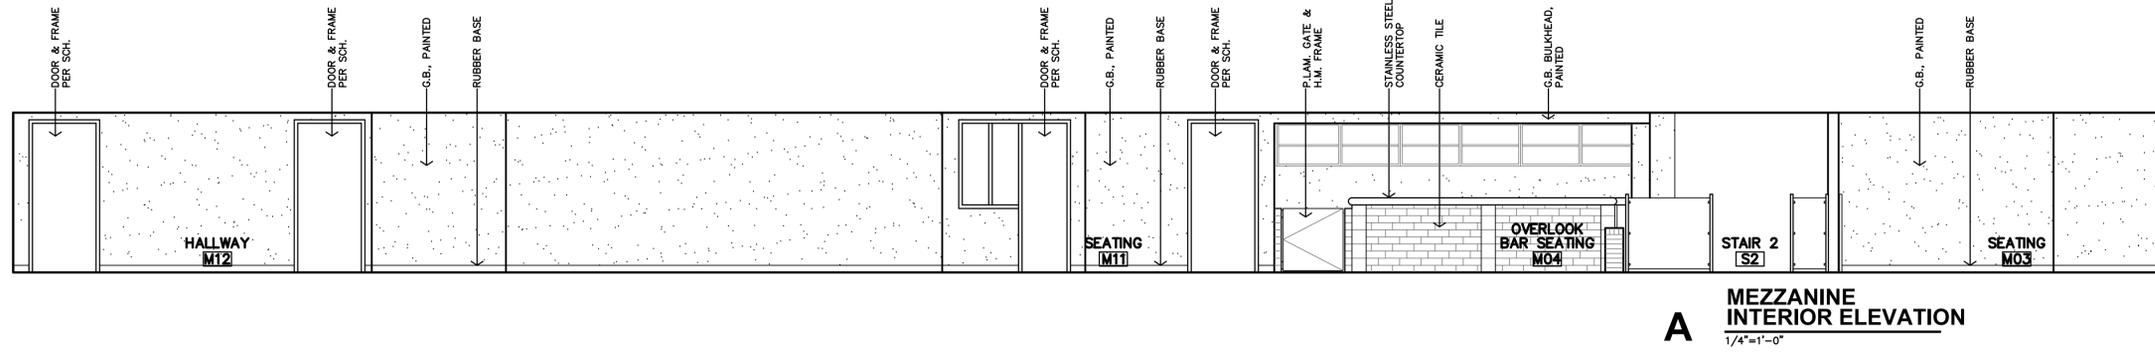 DOOR & FRAME
PER SCH.
DOOR & FRAME
PER SCH.
G.B., PAINTED
RUBBER BASE
DOOR & FRAME
PER SCH.
G.B., PAINTED
RUBBER BASE
DOOR & FRAME
PER SCH.
P.LAM. GATE &
H.M. FRAME
STAINLESS STEEL
COUNTERTOP
CERAMIC TILE
G.B. BULKHEAD,
PAINTED
G.B., PAINTED
RUBBER BASE
HALLWAY
M12
SEATING
M11
OVERLOOK
BAR SEATING
M04
STAIR 2
S2
SEATING
M03
A
MEZZANINE
INTERIOR ELEVATION
1/4"=1'-0"